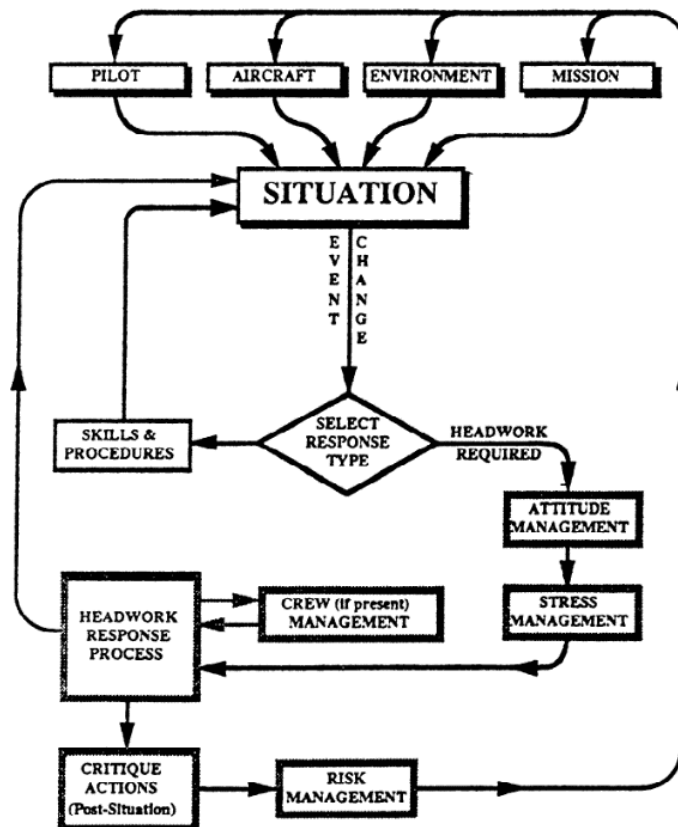 PILOT
AIRCRAFT
ENVIRONMENT
MISSION
SITUATION
EVENT
CHANGE
SELECT
RESPONSE
TYPE
HEADWORK
REQUIRED
SKILLS &
PROCEDURES
ATTITUDE
MANAGEMENT
STRESS
MANAGEMENT
HEADWORK
RESPONSE
PROCESS
CREW (if present)
MANAGEMENT
CRITIQUE
ACTIONS
(Post-Situation)
RISK
MANAGEMENT